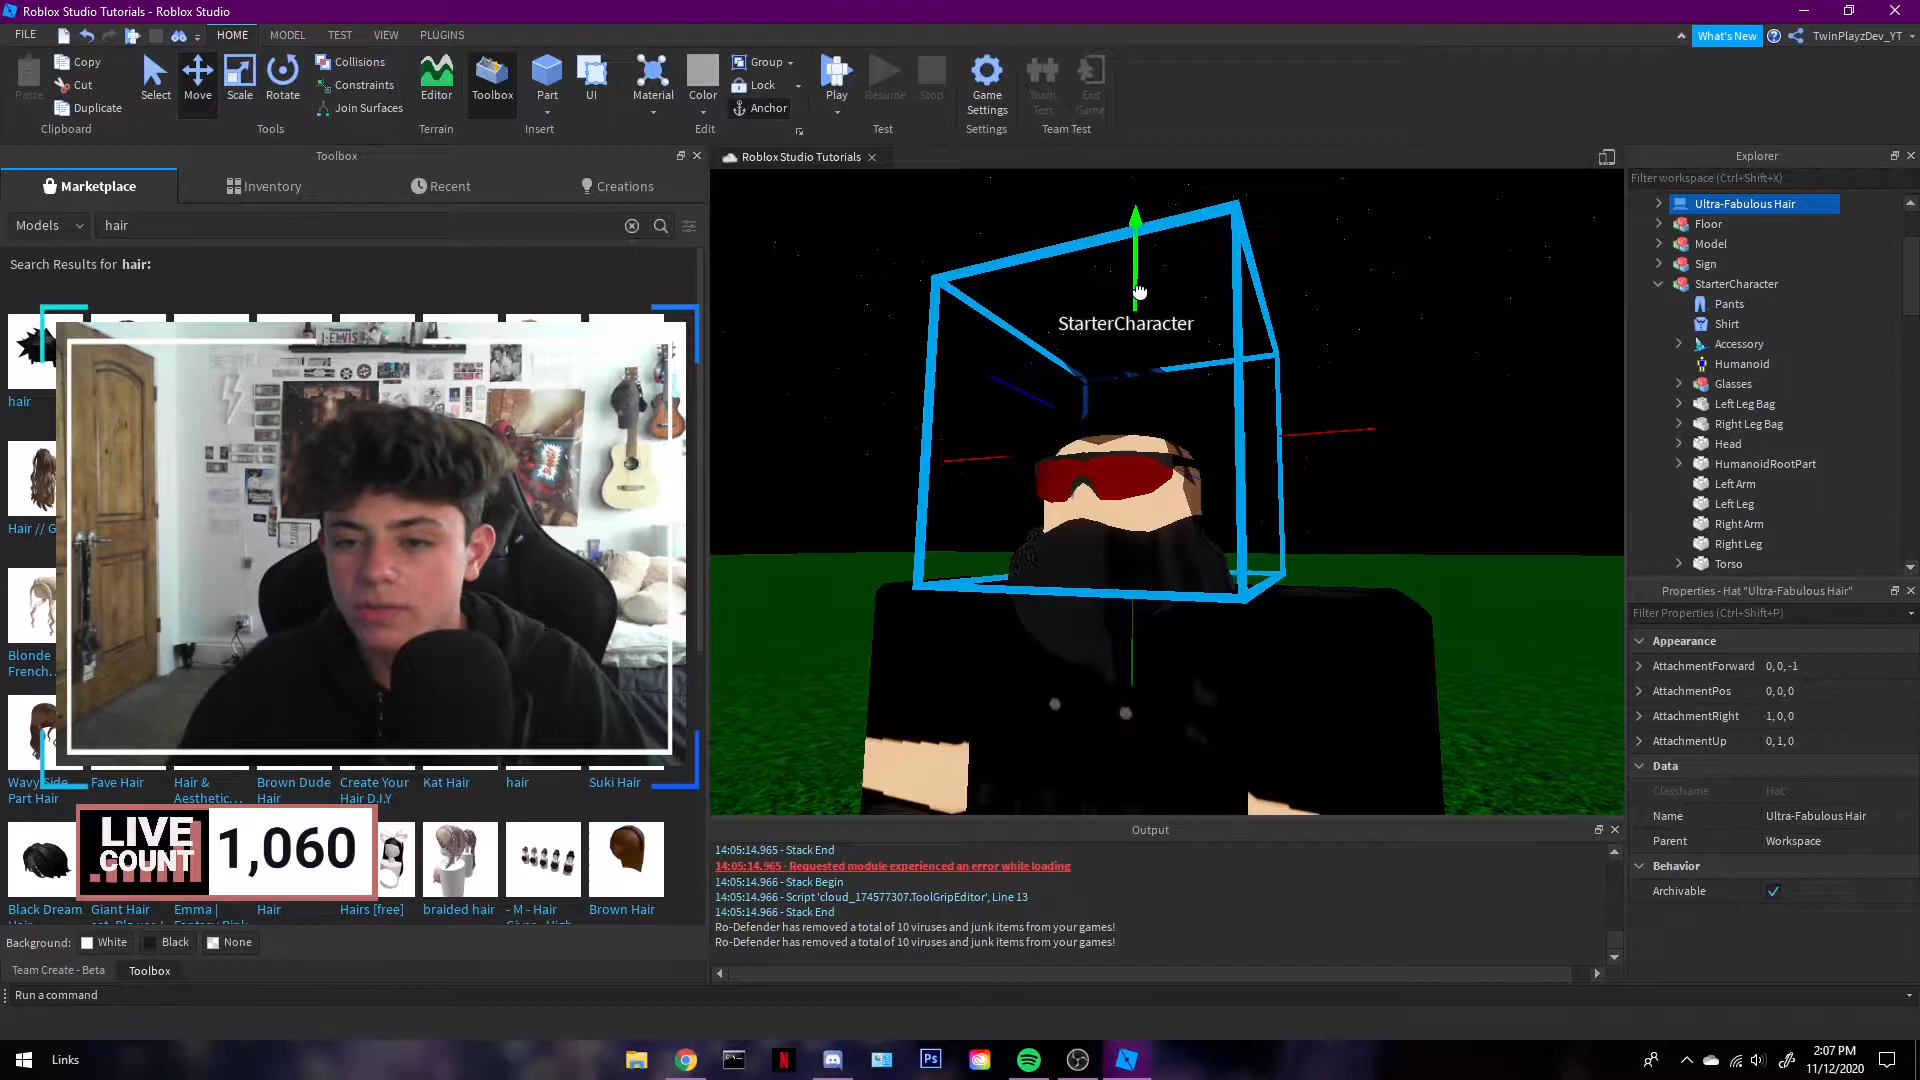 Roblox Studio Tutorials - Roblox Studio
FILE
HOME
MODEL
TEST
VIEW
PLUGINS
What's New
TwinPlayzDev_YT
Paste
Copy
Cut
Duplicate
Clipboard
Select
Move
Scale
Rotate
Collisions
Constraints
Join Surfaces
Tools
Editor
Terrain
Toolbox
Part
UI
Insert
Material
Color
Group
Lock
Anchor
Edit
Play
Resume
Stop
Test
Game
Settings
Settings
Team
Test
Exit
Game
Team Test
Toolbox
Marketplace
Inventory
Recent
Creations
Models
hair
Search Results for hair:
hair
Hair // G
Blonde
French...
Wavy Side
Part Hair
Fave Hair
Hair &
Aesthetic...
Brown Dude
Hair
Create Your
Hair D.I.Y
Kat Hair
hair
Suki Hair
LIVE
COUNT
1,060
Black Dream
Giant Hair
Emma |
Hair
Hairs [free]
braided hair
- M - Hair
Brown Hair
Background:
White
Black
None
Team Create - Beta
Toolbox
Run a command
Roblox Studio Tutorials
StarterCharacter
Output
14:05:14.965 - Stack End
14:05:14.965 - Requested module experienced an error while loading
14:05:14.966 - Stack Begin
14:05:14.966 - Script 'cloud_174577307.ToolGripEditor', Line 13
14:05:14.966 - Stack End
Ro-Defender has removed a total of 10 viruses and junk items from your games!
Ro-Defender has removed a total of 10 viruses and junk items from your games!
Explorer
Filter workspace (Ctrl+Shift+X)
Ultra-Fabulous Hair
Floor
Model
Sign
StarterCharacter
Pants
Shirt
Accessory
Humanoid
Glasses
Left Leg Bag
Right Leg Bag
Head
HumanoidRootPart
Left Arm
Left Leg
Right Arm
Right Leg
Torso
Properties - Hat "Ultra-Fabulous Hair"
Filter Properties (Ctrl+Shift+P)
Appearance
AttachmentForward 0, 0, -1
AttachmentPos 0, 0, 0
AttachmentRight 1, 0, 0
AttachmentUp 0, 1, 0
Data
ClassName Hat
Name Ultra-Fabulous Hair
Parent Workspace
Behavior
Archivable
Links
Ps
2:07 PM
11/12/2020